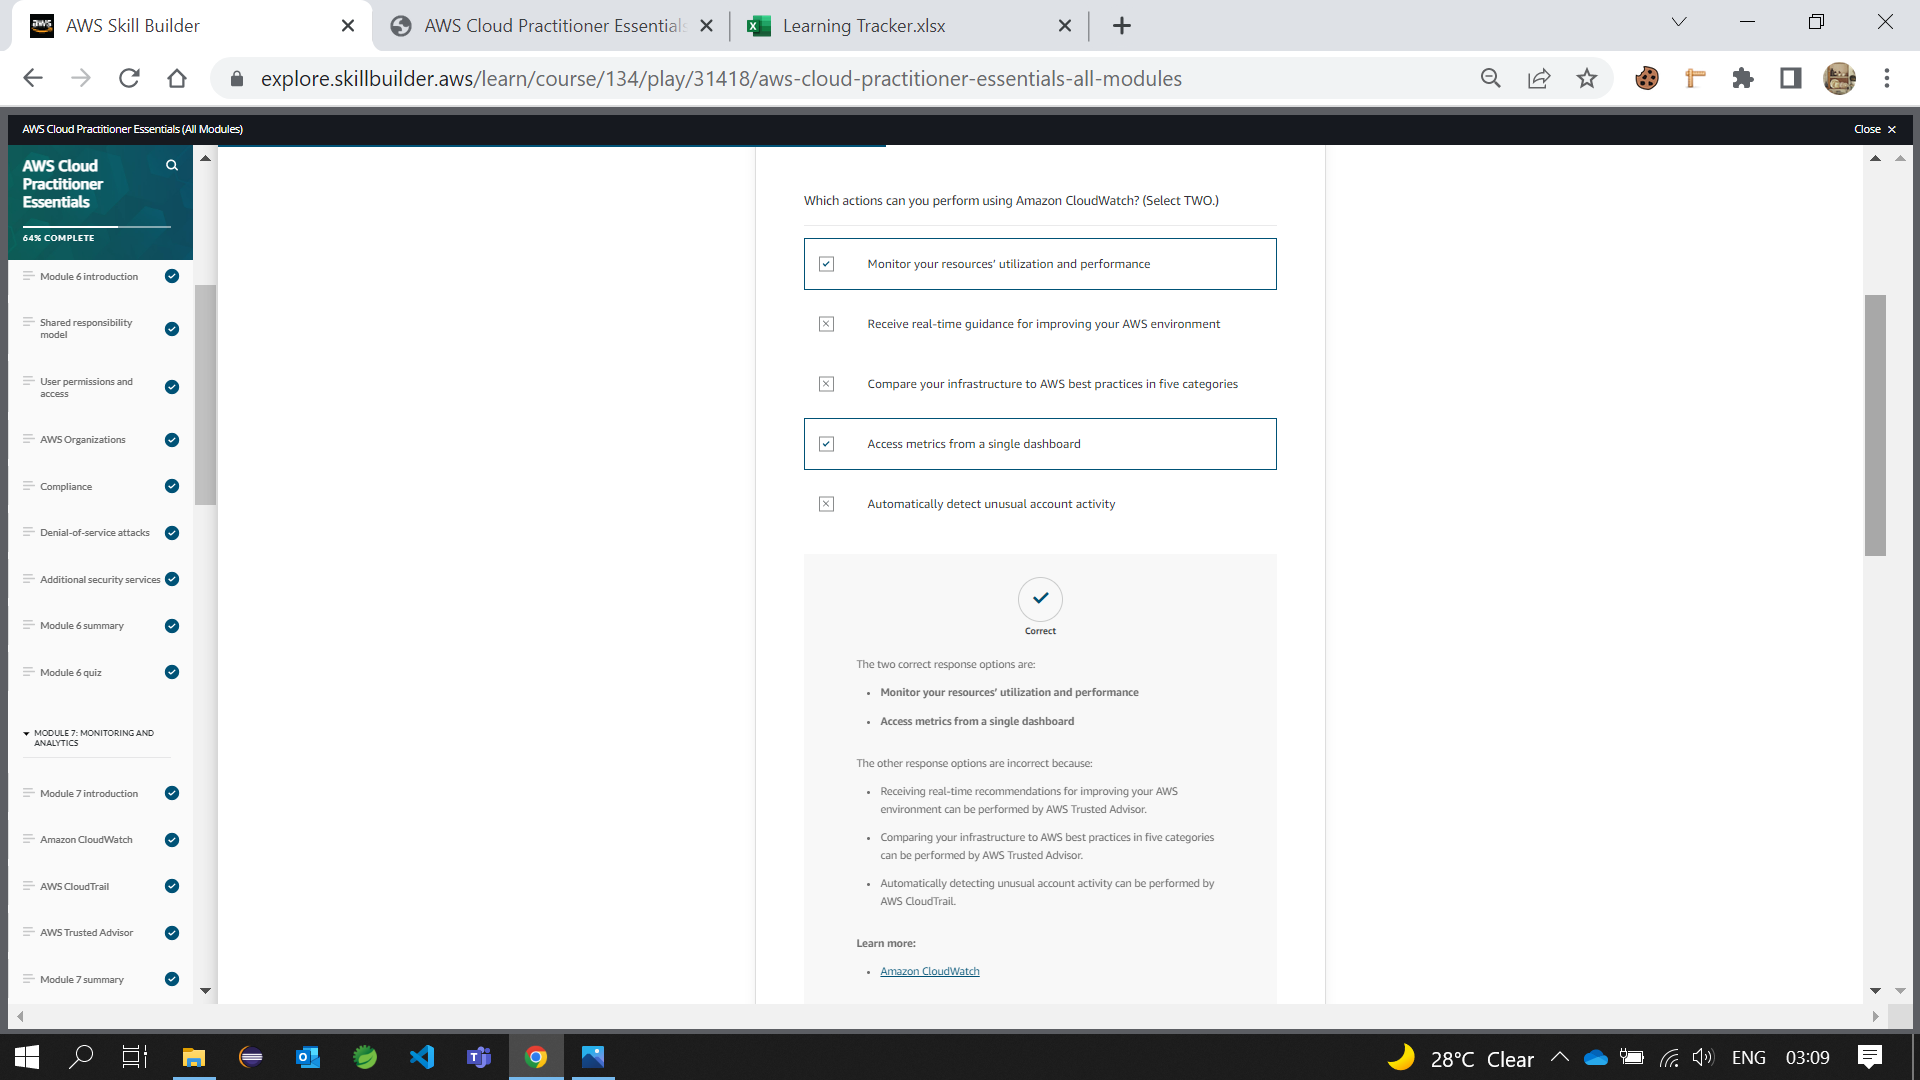 AWS Skill Builder
AWS Cloud Practitioner Essentials
Learning Tracker.xlsx
explore.skillbuilder.aws/learn/course/134/play/31418/aws-cloud-practitioner-essentials-all-modules
AWS Cloud Practitioner Essentials (All Modules)
Close
AWS Cloud
Practitioner
Essentials
64% COMPLETE
Module 6 introduction
Shared responsibility
model
User permissions and
access
AWS Organizations
Compliance
Denial-of-service attacks
Additional security services
Module 6 summary
Module 6 quiz
MODULE 7: MONITORING AND
ANALYTICS
Module 7 introduction
Amazon CloudWatch
AWS CloudTrail
AWS Trusted Advisor
Module 7 summary
Which actions can you perform using Amazon CloudWatch? (Select TWO.)
Monitor your resources’ utilization and performance
Receive real-time guidance for improving your AWS environment
Compare your infrastructure to AWS best practices in five categories
Access metrics from a single dashboard
Automatically detect unusual account activity
Correct
The two correct response options are:
• Monitor your resources’ utilization and performance
• Access metrics from a single dashboard
The other response options are incorrect because:
• Receiving real-time recommendations for improving your AWS
environment can be performed by AWS Trusted Advisor.
• Comparing your infrastructure to AWS best practices in five categories
can be performed by AWS Trusted Advisor.
• Automatically detecting unusual account activity can be performed by
AWS CloudTrail.
Learn more:
• Amazon CloudWatch
28°C Clear
ENG
03:09